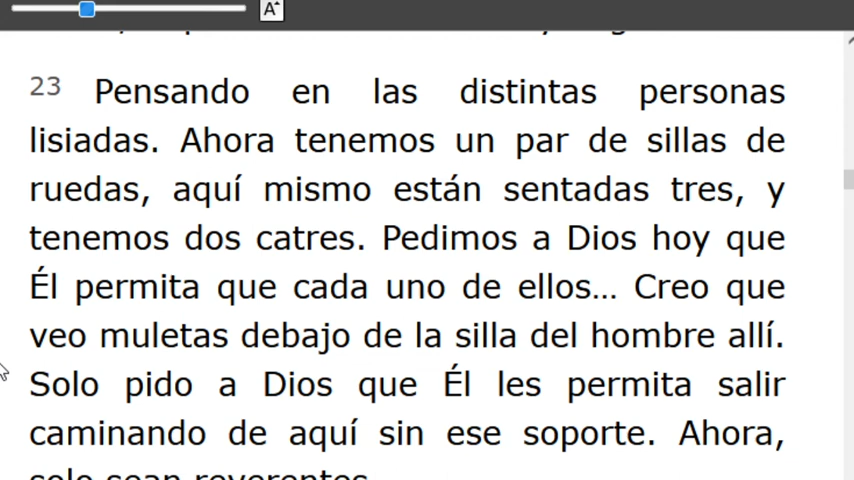 A
23 Pensando en las distintas personas
lisiadas. Ahora tenemos un par de sillas de
ruedas, aquí mismo están sentadas tres, y
tenemos dos catres. Pedimos a Dios hoy que
Él permita que cada uno de ellos... Creo que
veo muletas debajo de la silla del hombre allí.
Solo pido a Dios que Él les permita salir
caminando de aquí sin ese soporte. Ahora,
solo sean reverentes.